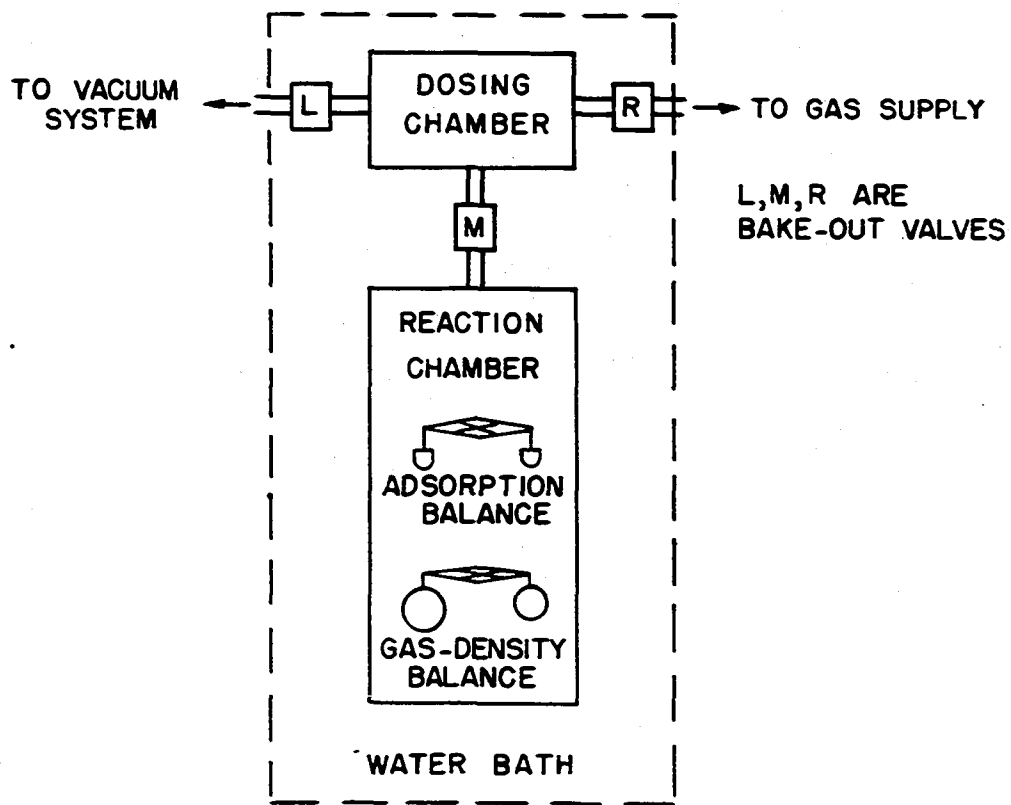 TO VACUUM
SYSTEM
L
DOSING
CHAMBER
R
TO GAS SUPPLY
L,M,R ARE
BAKE-OUT VALVES
M
REACTION
CHAMBER
ADSORPTION
BALANCE
GAS-DENSITY
BALANCE
WATER BATH